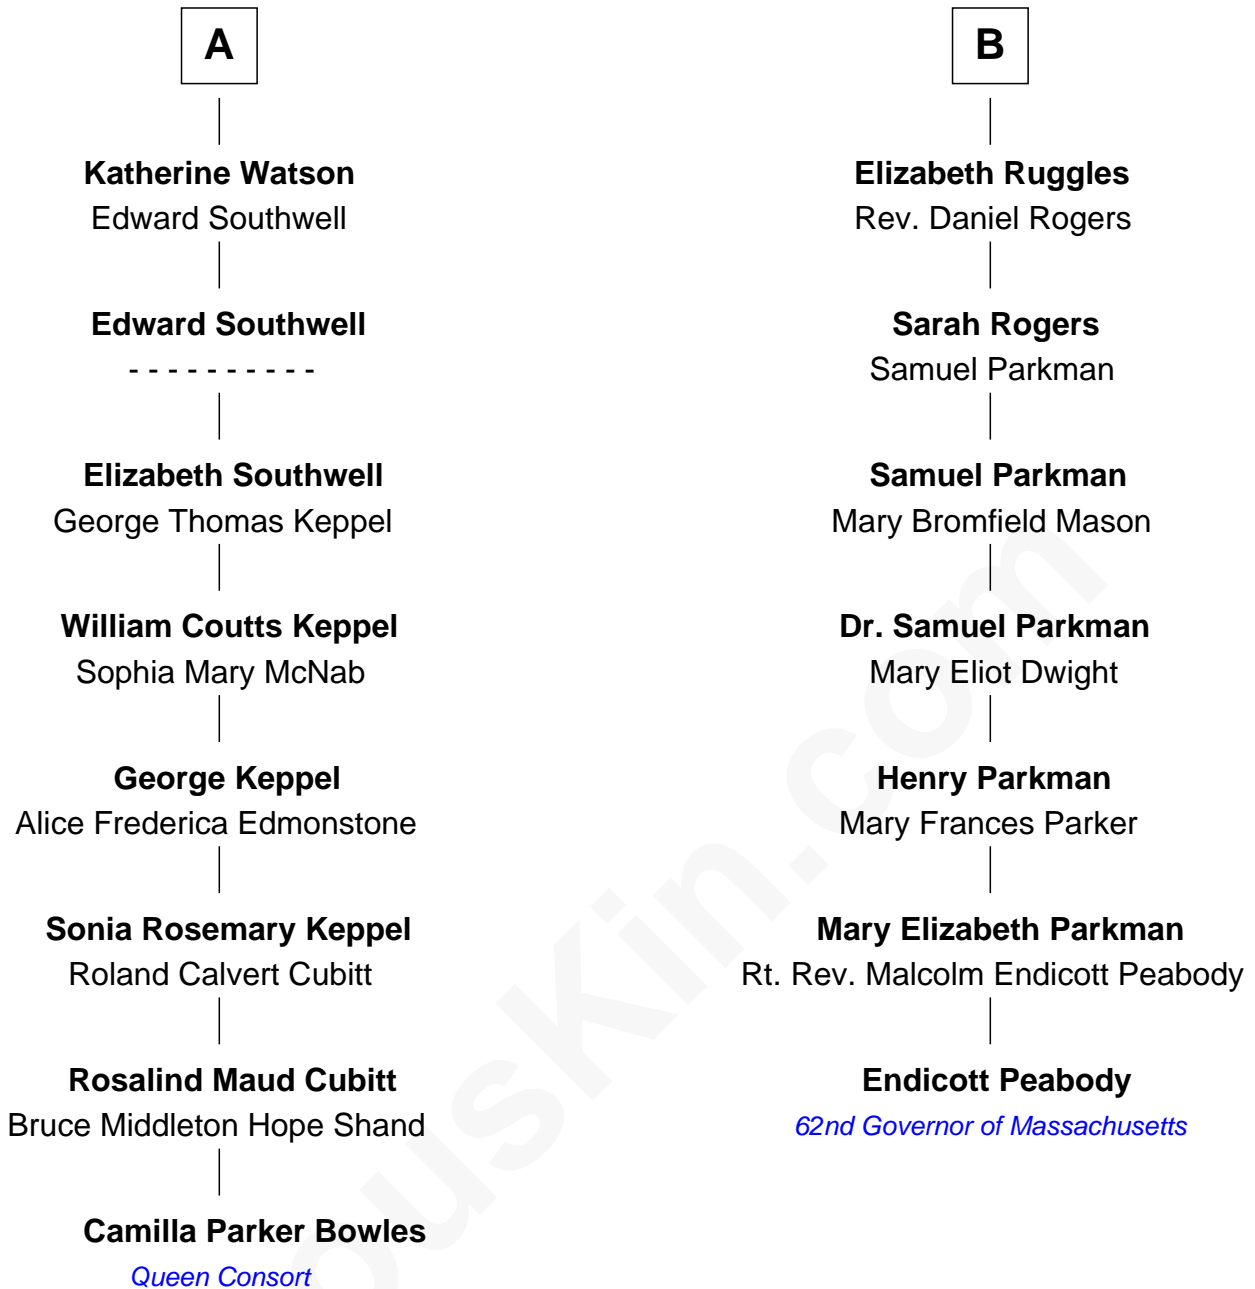 A
Katherine Watson
Edward Southwell
Edward Southwell
- - - - - - - - - -
Elizabeth Southwell
George Thomas Keppel
William Coutts Keppel
Sophia Mary McNab
George Keppel
Alice Frederica Edmonstone
Sonia Rosemary Keppel
Roland Calvert Cubitt
Rosalind Maud Cubitt
Bruce Middleton Hope Shand
Camilla Parker Bowles
Queen Consort
B
Elizabeth Ruggles
Rev. Daniel Rogers
Sarah Rogers
Samuel Parkman
Samuel Parkman
Mary Bromfield Mason
Dr. Samuel Parkman
Mary Eliot Dwight
Henry Parkman
Mary Frances Parker
Mary Elizabeth Parkman
Rt. Rev. Malcolm Endicott Peabody
Endicott Peabody
62nd Governor of Massachusetts
ousKin.com